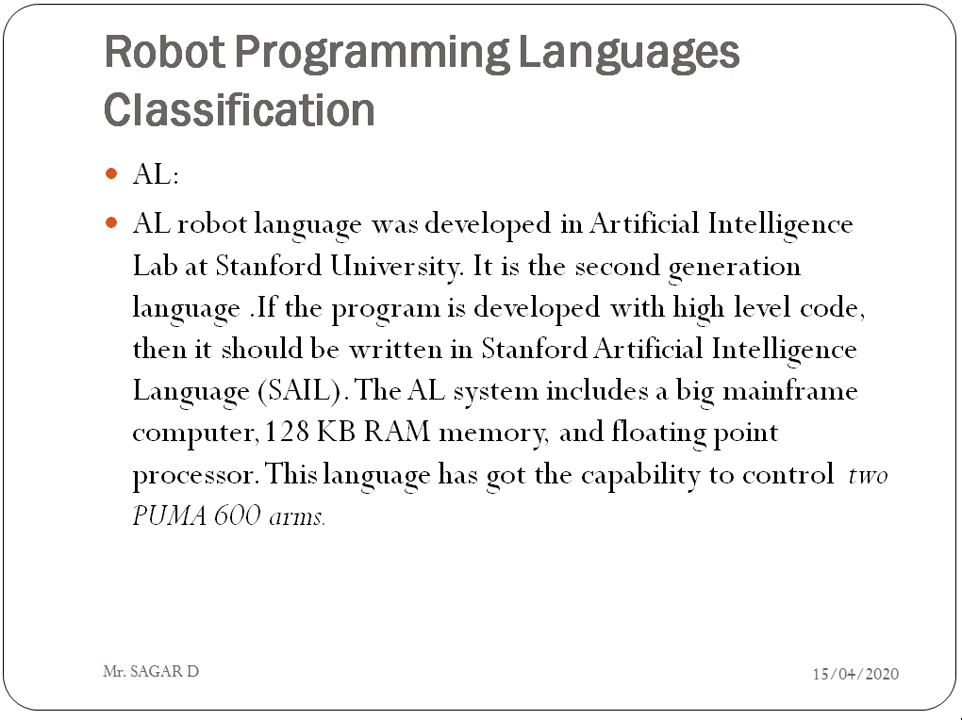 Robot Programming Languages
Classification
AL:
AL robot language was developed in Artificial Intelligence
Lab at Stanford University. It is the second generation
language .If the program is developed with high level code,
then it should be written in Stanford Artificial Intelligence
Language (SAIL). The AL system includes a big mainframe
computer, 128 KB RAM memory, and floating point
processor. This language has got the capability to control two
PUMA 600 arms.
Mr. SAGAR D
15/04/2020